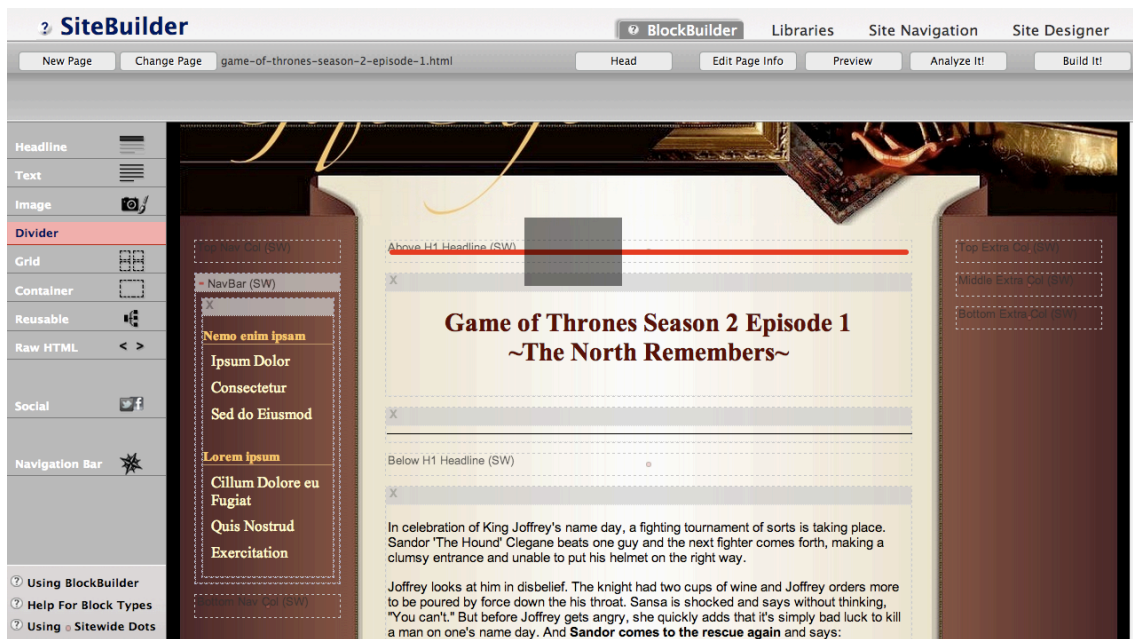 ? SiteBuilder
? BlockBuilder
Libraries
Site Navigation
Site Designer
New Page
Change Page
game-of-thrones-season-2-episode-1.html
Head
Edit Page Info
Preview
Analyze It!
Build It!
Headline
Text
Image
Divider
Grid
Container
Reusable
Raw HTML
< >
Social
Navigation Bar
? Using BlockBuilder
? Help For Block Types
? Using Sitewide Dots
Top Nav Col (SW)
- NavBar (SW)
X
Nemo enim ipsam
Ipsum Dolor
Consectetur
Sed do Eiusmod
Lorem ipsum
Cillum Dolore eu
Fugiat
Quis Nostrud
Exercitation
Bottom Nav Col (SW)
Above H1 Headline (SW)
X
Game of Thrones Season 2 Episode 1
~The North Remembers~
X
Below H1 Headline (SW)
X
In celebration of King Joffrey's name day, a fighting tournament of sorts is taking place.
Sandor 'The Hound' Clegane beats one guy and the next fighter comes forth, making a
clumsy entrance and unable to put his helmet on the right way.
Joffrey looks at him in disbelief. The knight had two cups of wine and Joffrey orders more
to be poured by force down the his throat. Sansa is shocked and says without thinking,
"You can't." But before Joffrey gets angry, she quickly adds that it's simply bad luck to kill
a man on one's name day. And Sandor comes to the rescue again and says:
Top Extra Col (SW)
Middle Extra Col (SW)
Bottom Extra Col (SW)